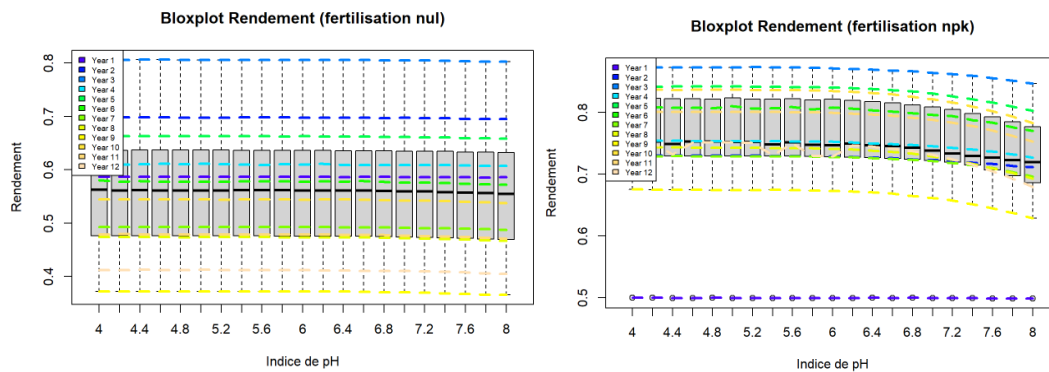 Bloxplot Rendement (fertilisation nul)
Rendement
0.8
0.7
0.6
0.5
0.4
Year 1
Year 2
Year 3
Year 4
Year 5
Year 6
Year 7
Year 8
Year 9
Year 10
Year 11
Year 12
4 4.4 4.8 5.2 5.6 6 6.4 6.8 7.2 7.6 8
Indice de pH
Bloxplot Rendement (fertilisation npk)
Rendement
0.8
0.7
0.6
0.5
Year 1
Year 2
Year 3
Year 4
Year 5
Year 6
Year 7
Year 8
Year 9
Year 10
Year 11
Year 12
4 4.4 4.8 5.2 5.6 6 6.4 6.8 7.2 7.6 8
Indice de pH